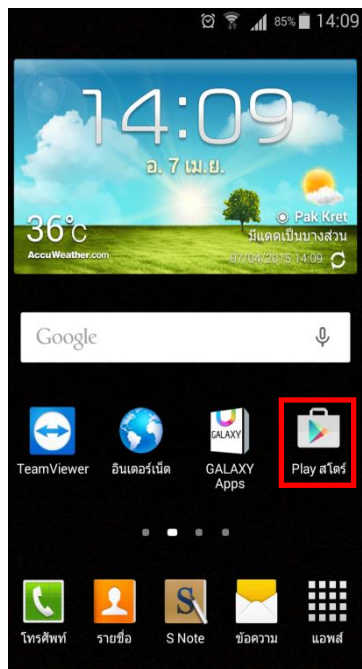 85% 14:09
14:09
อ. 7 เม.ย.
Pak Kret
36°c
มีแดดเป็นบางส่วน
AccuWeather.com
07/04/2015 14:09
Google
GALAXY
TeamViewer
อินเตอร์เน็ต
GALAXY
Apps
Play สโตร์
S
โทรศัพท์
รายชื่อ
S Note
ข้อความ
แอพส์